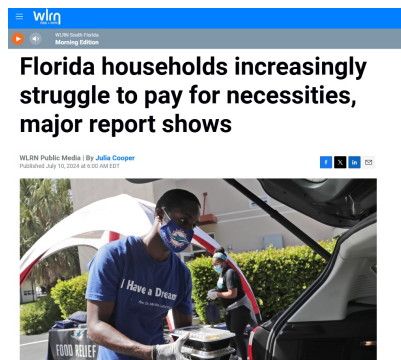 wlrn
WLRN South Florida
Morning Edition
Florida households increasingly
struggle to pay for necessities,
major report shows
WLRN Public Media | By Julia Cooper
Published July 10, 2024 at 6:00 AM EDT
I Have a Dream
FOOD RELIEF